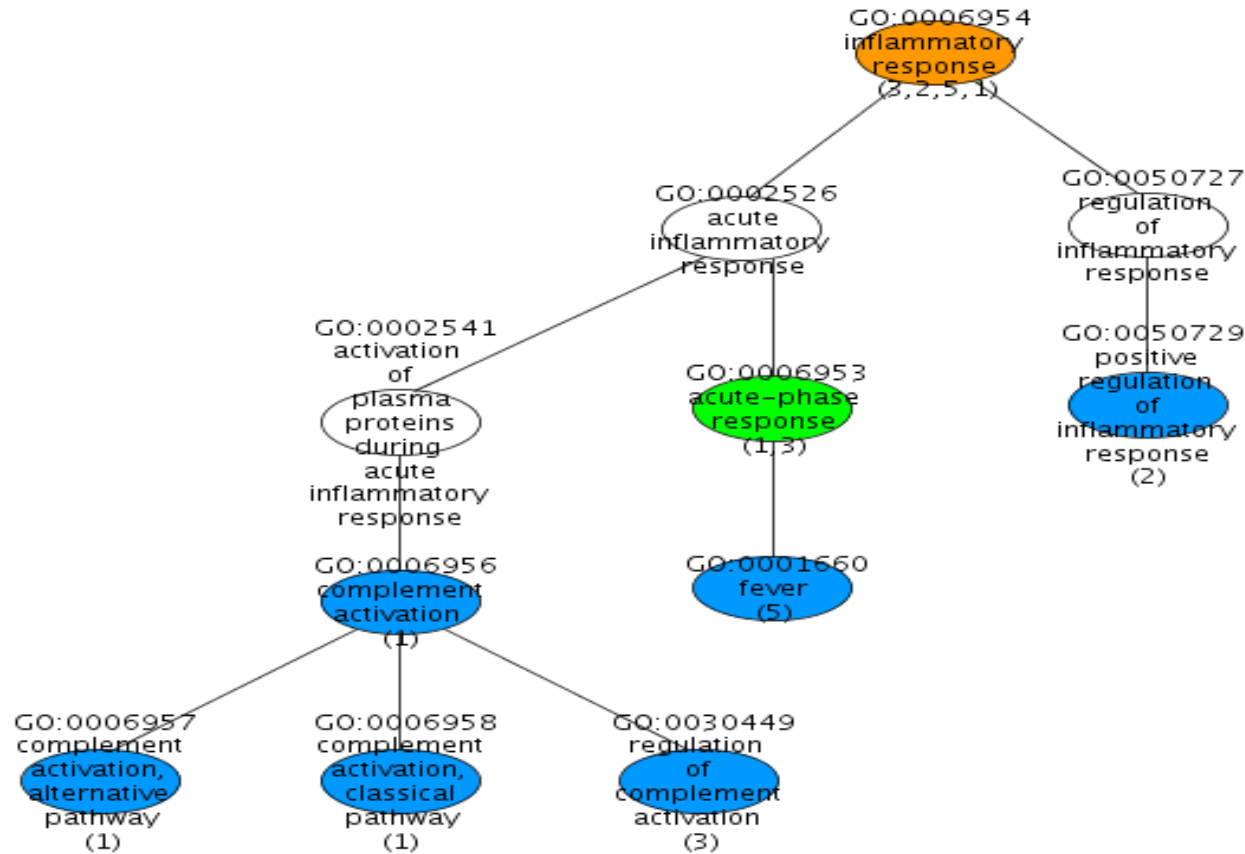 GO:0006954
inflammatory
response
(3,2,5,1)
GO:0002526
acute
inflammatory
response
GO:0050727
regulation
of
inflammatory
response
GO:0002541
activation
of
plasma
proteins
during
acute
inflammatory
response
GO:0006953
acute-phase
response
(1,3)
GO:0050729
positive
regulation
of
inflammatory
response
(2)
GO:0006956
complement
activation
(1)
GO:0001660
fever
(5)
GO:0006957
complement
activation,
alternative
pathway
(1)
GO:0006958
complement
activation,
classical
pathway
(1)
GO:0030449
regulation
of
complement
activation
(3)